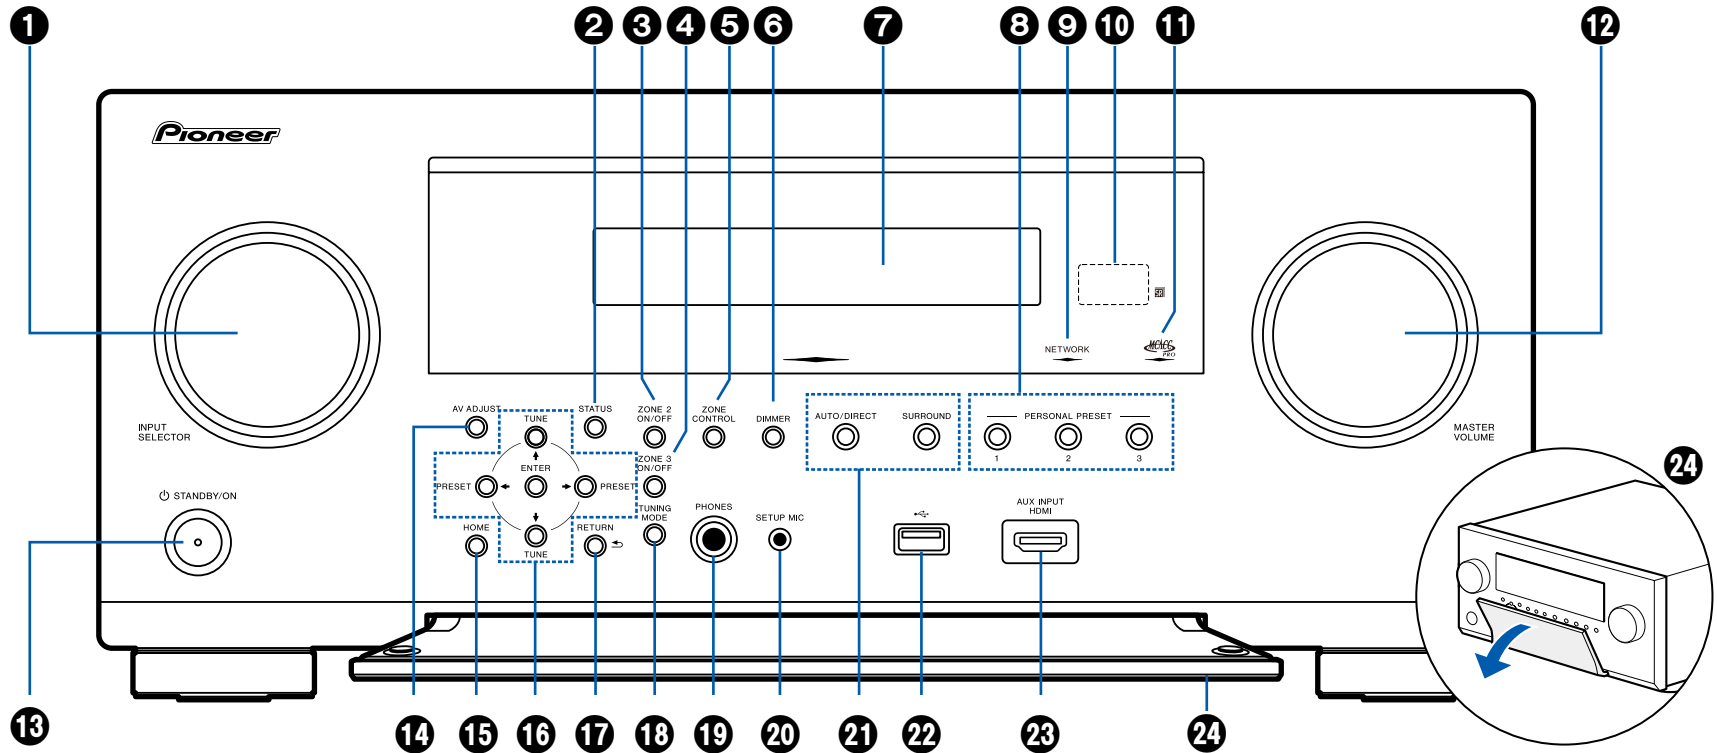 1 2 3 4 5 6 7 8 9 10 11 12
Pioneer
NETWORK
MCACC
PRO
INPUT
SELECTOR
AV ADJUST
TUNE
STATUS
ZONE 2
ON/OFF
ZONE
CONTROL
DIMMER
AUTO/DIRECT
SURROUND
PERSONAL PRESET
1 2 3
MASTER
VOLUME
24
PRESET
ENTER
PRESET
ZONE 3
ON/OFF
STANDBY/ON
HOME
TUNE
RETURN
TUNING
MODE
PHONES
SETUP MIC
AUX INPUT
HDMI
13 14 15 16 17 18 19 20 21 22 23 24